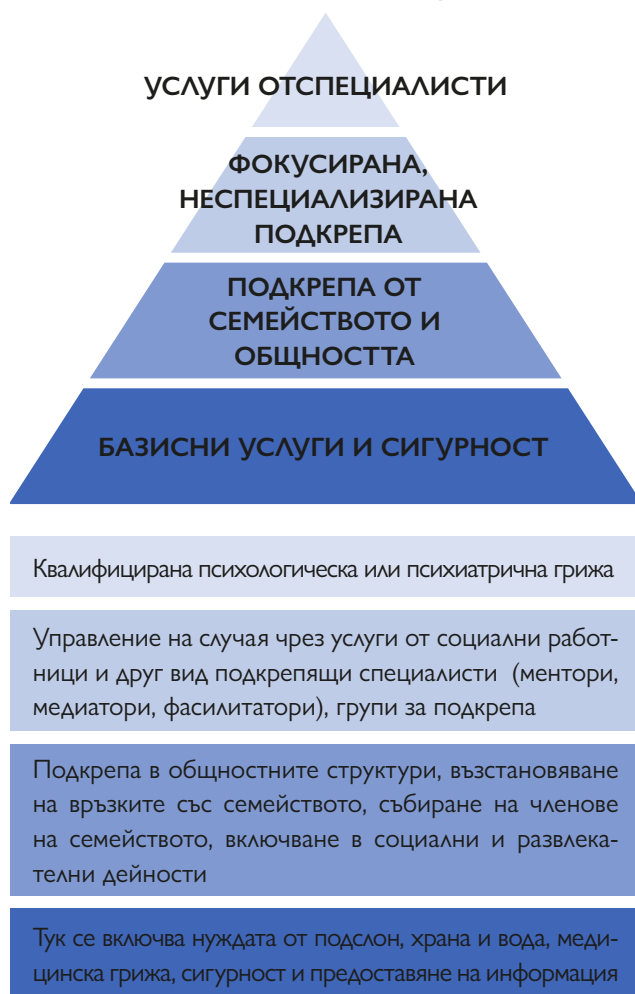 УСЛУГИ ОТСПЕЦИАЛИСТИ
ФОКУСИРАНА,
НЕСПЕЦИАЛИЗИРАНА
ПОДКРЕПА
ПОДКРЕПА ОТ
СЕМЕЙСТВОТО И
ОБЩНОСТТА
БАЗИСНИ УСЛУГИ И СИГУРНОСТ
Квалифицирана психологическа или психиатрична грижа
Управление на случая чрез услуги от социални работ-
ници и друг вид подкрепящи специалисти (ментори,
медиатори, фасилитатори), групи за подкрепа
Подкрепа в общностните структури, възстановяване
на връзките със семейството, събиране на членове
на семейството, включване в социални и развлека-
телни дейности
Тук се включва нуждата от подслон, храна и вода, меди-
цинска грижа, сигурност и предоставяне на информация